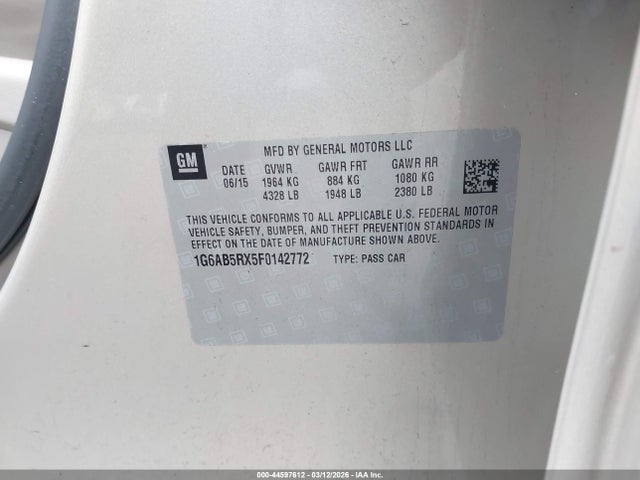 GM
MFD BY GENERAL MOTORS LLC
DATE GVWR GAWR FRT GAWR RR
06/15 1964 KG 884 KG 1080 KG
4328 LB 1948 LB 2380 LB
THIS VEHICLE CONFORMS TO ALL APPLICABLE U.S. FEDERAL MOTOR
VEHICLE SAFETY, BUMPER, AND THEFT PREVENTION STANDARDS IN
EFFECT ON THE DATE OF MANUFACTURE SHOWN ABOVE.
1G6AB5RX5F0142772 TYPE: PASS CAR
000-44597612 - 03/12/2026 - IAA Inc.